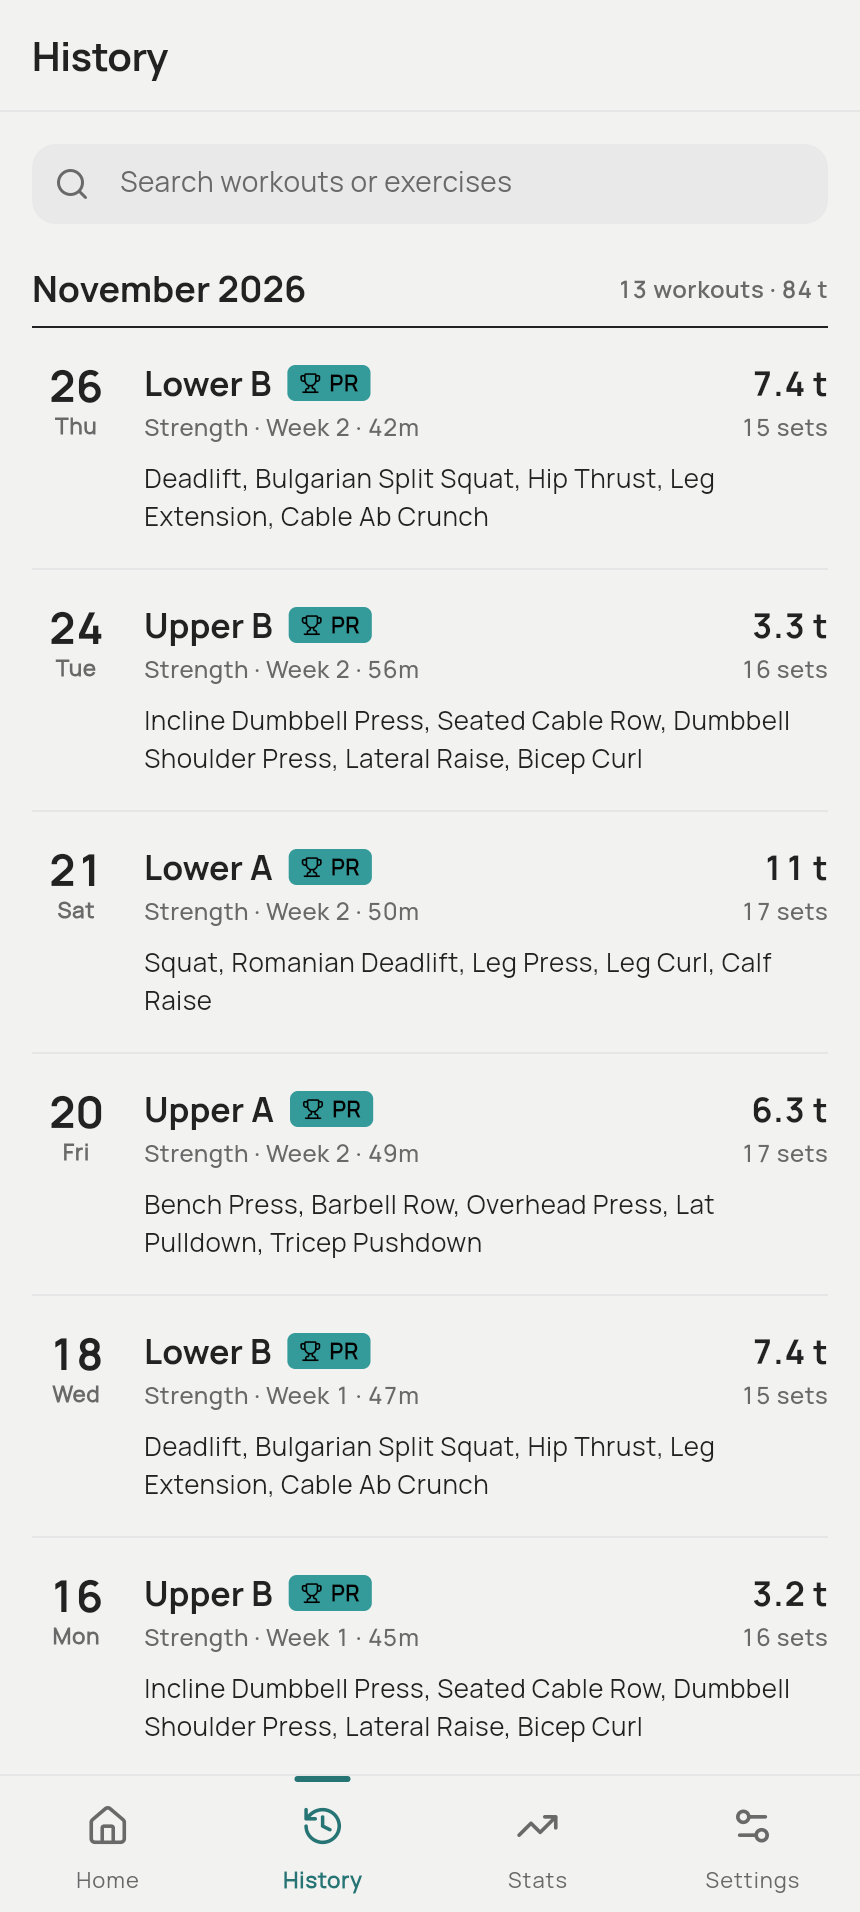 History
Search workouts or exercises
November 2026
13 workouts · 84 t
26
Thu
Lower B
PR
7.4 t
Strength · Week 2 · 42m
15 sets
Deadlift, Bulgarian Split Squat, Hip Thrust, Leg
Extension, Cable Ab Crunch
24
Tue
Upper B
PR
3.3 t
Strength · Week 2 · 56m
16 sets
Incline Dumbbell Press, Seated Cable Row, Dumbbell
Shoulder Press, Lateral Raise, Bicep Curl
21
Sat
Lower A
PR
11 t
Strength · Week 2 · 50m
17 sets
Squat, Romanian Deadlift, Leg Press, Leg Curl, Calf
Raise
20
Fri
Upper A
PR
6.3 t
Strength · Week 2 · 49m
17 sets
Bench Press, Barbell Row, Overhead Press, Lat
Pulldown, Tricep Pushdown
18
Wed
Lower B
PR
7.4 t
Strength · Week 1 · 47m
15 sets
Deadlift, Bulgarian Split Squat, Hip Thrust, Leg
Extension, Cable Ab Crunch
16
Mon
Upper B
PR
3.2 t
Strength · Week 1 · 45m
16 sets
Incline Dumbbell Press, Seated Cable Row, Dumbbell
Shoulder Press, Lateral Raise, Bicep Curl
Home
History
Stats
Settings